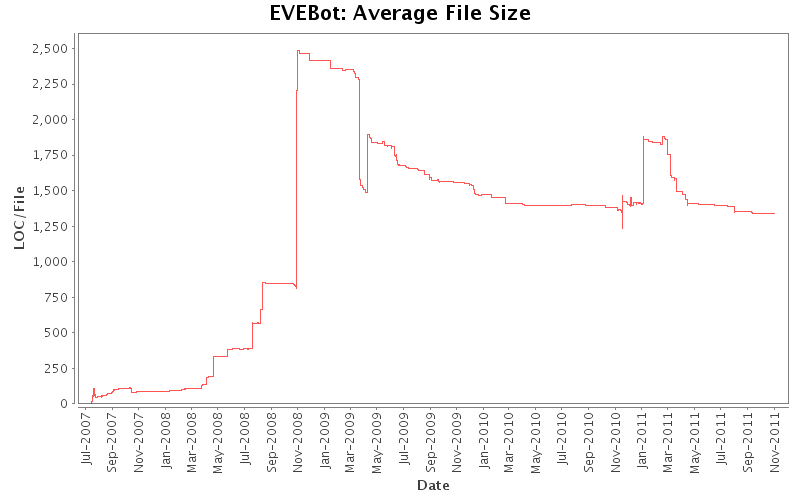 EVEBot: Average File Size
LOC/File
2,500
2,250
2,000
1,750
1,500
1,250
1,000
750
500
250
0
Jul-2007
Sep-2007
Nov-2007
Jan-2008
Mar-2008
May-2008
Jul-2008
Sep-2008
Nov-2008
Jan-2009
Mar-2009
May-2009
Jul-2009
Sep-2009
Nov-2009
Jan-2010
Mar-2010
May-2010
Jul-2010
Sep-2010
Nov-2010
Jan-2011
Mar-2011
May-2011
Jul-2011
Sep-2011
Nov-2011
Date